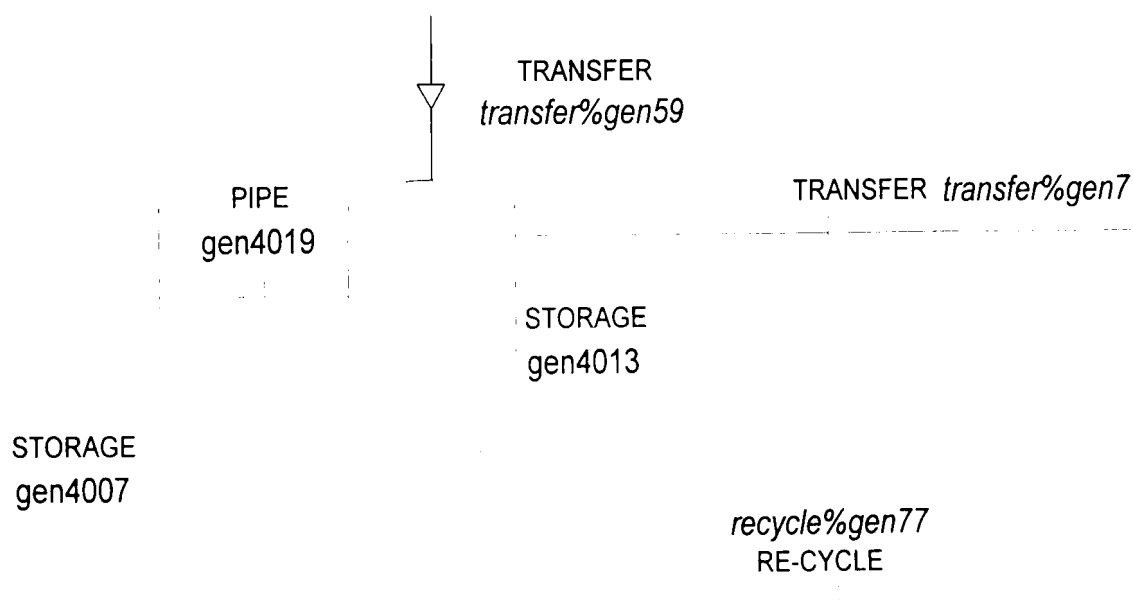 TRANSFER
transfer%gen59
PIPE
gen4019
TRANSFER transfer%gen7
STORAGE
gen4013
STORAGE
gen4007
recycle%gen77
RE-CYCLE